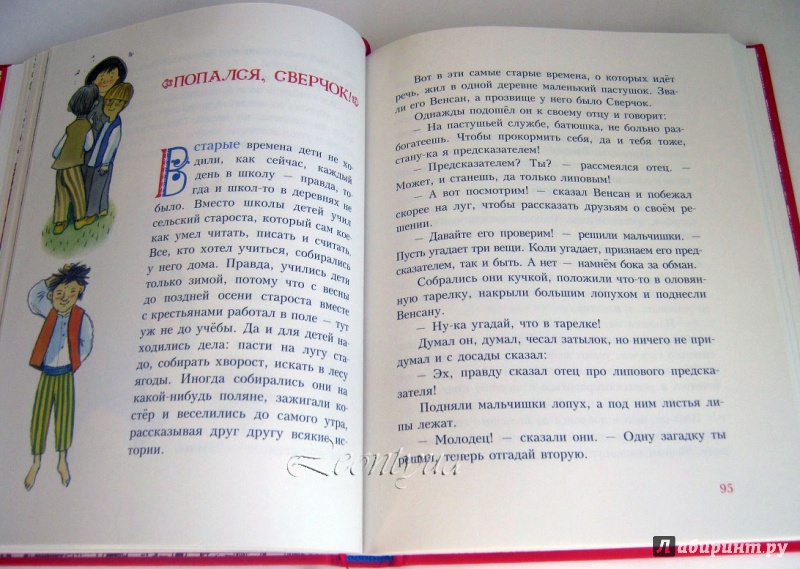 ПОПАЛСЯ, СВЕРЧОК!
В старые времена дети не хо-
дили, как сейчас, каждый
день в школу — правда, то-
гда и школ-то в деревнях не
было. Вместо школы детей учил
сельский староста, который сам кое-
как умел читать, писать и считать.
Все, кто хотел учиться, собирались
у него дома. Правда, учились дети
только зимой, потому что с весны
до поздней осени староста вместе
с крестьянами работал в поле — тут
уж не до учёбы. Да и для детей на-
ходились дела: пасти на лугу ста-
до, собирать хворост, искать в лесу
ягоды. Иногда собирались они на
какой-нибудь поляне, зажигали ко-
стёр и веселились до самого утра,
рассказывая друг другу всякие ис-
тории.
Вот в эти самые старые времена, о которых идёт
речь, жил в одной деревне маленький пастушок. Зва-
ли его Венсан, а прозвище у него было Сверчок.
Однажды подошёл он к своему отцу и говорит:
— На пастушьей службе, батюшка, не больно раз-
богатеешь. Чтобы прокормить себя, да и тебя тоже,
стану-ка я предсказателем!
— Предсказателем? Ты? — рассмеялся отец. —
Может, и станешь, да только липовым!
— А вот посмотрим! — сказал Венсан и побежал
скорее на луг, чтобы рассказать друзьям о своём ре-
шении.
— Давайте его проверим! — решили мальчишки. —
Пусть угадает три вещи. Коли угадает, признаем его пред-
сказателем, так и быть. А нет — намнём бока за обман.
Собрались они кучкой, положили что-то в оловян-
ную тарелку, накрыли большим лопухом и поднесли
Венсану.
— Ну-ка угадай, что в тарелке!
Думал он, думал, чесал затылок, но ничего не при-
думал и с досады сказал:
— Эх, правду сказал отец про липового предска-
зателя!
Подняли мальчишки лопух, а под ним листья ли-
пы лежат.
— Молодец! — сказали они. — Одну загадку ты
решил, теперь отгадай вторую.
95
Leontyna
Лабиринт.ру